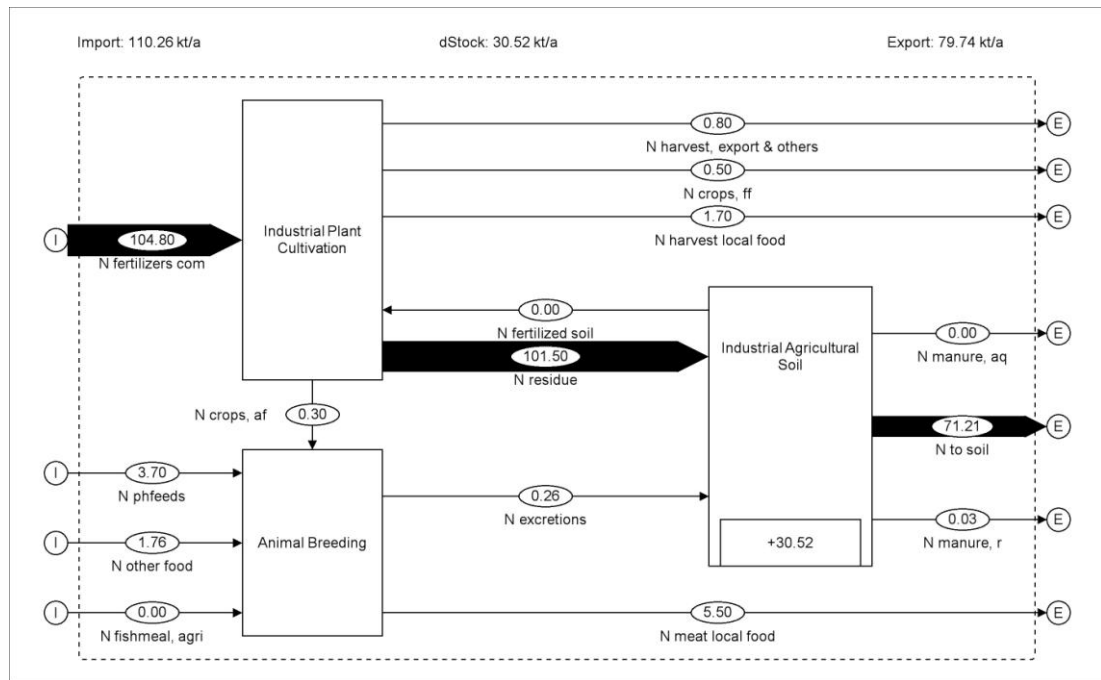 Import: 110.26 kt/a
dStock: 30.52 kt/a
Export: 79.74 kt/a
0.80
E
N harvest, export & others
0.50
E
N crops, ff
Industrial Plant
Cultivation
1.70
E
I
104.80
N harvest local food
N fertilizers com
0.00
N fertilized soil
Industrial Agricultural
Soil
0.00
E
N manure, aq
101.50
N residue
N crops, af
0.30
71.21
E
N to soil
I
3.70
N phfeeds
0.26
N excretions
0.03
E
N manure, r
I
1.76
N other food
Animal Breeding
+30.52
I
0.00
N fishmeal, agri
5.50
E
N meat local food